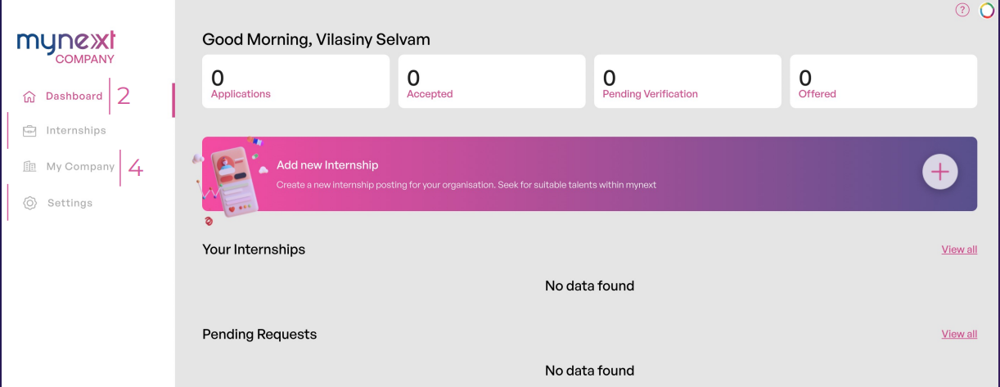 ?
mynext
COMPANY
Dashboard 2
Internships
My Company 4
Settings
Good Morning, Vilasiny Selvam
0
Applications
0
Accepted
0
Pending Verification
0
Offered
Add new Internship
Create a new internship posting for your organisation. Seek for suitable talents within mynext
Your Internships View all
No data found
Pending Requests View all
No data found